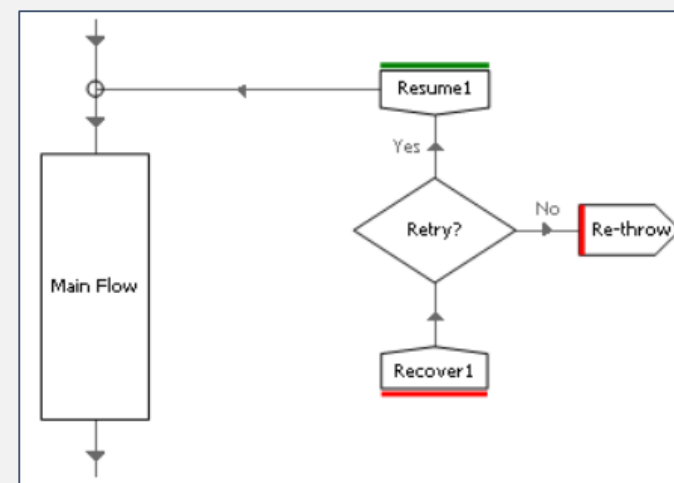 Resume1
Yes
Retry?
No
Re-throw
Main Flow
Recover1